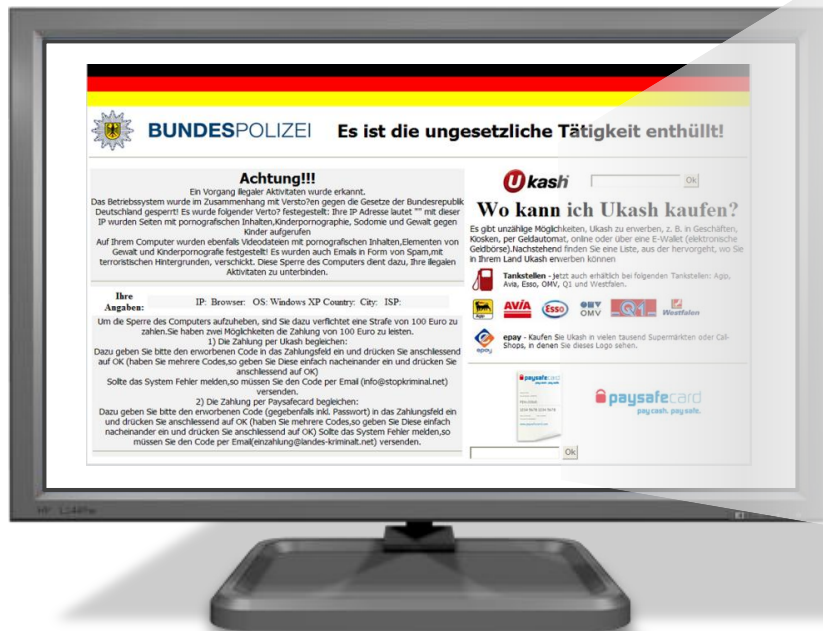 BUNDESPOLIZEI
Es ist die ungesetzliche Tätigkeit enthüllt!
Achtung!!!
Ein Vorgang illegaler Aktivitaten wurde erkannt.
Das Betriebssystem wurde im Zusammenhang mit Versto?en gegen die Gesetze der Bundesrepublik
Deutschland gesperrt! Es wurde folgender Verto? festegestellt: Ihre IP Adresse lautet "" mit dieser
IP wurden Seiten mit pornografischen Inhalten,Kinderpornographie, Sodomie und Gewalt gegen
Kinder aufgerufen
Auf Ihrem Computer wurden ebenfals Videodateien mit pornografischen Inhalten,Elementen von
Gewalt und Kinderpornografie festgestellt! Es wurden auch Emails in Form von Spam,mit
terroristischen Hintergrunden, verschickt. Diese Sperre des Computers dient dazu, Ihre illegalen
Aktivitaten zu unterbinden.
Ihre
Angaben:
IP: Browser: OS: Windows XP Country: City: ISP:
Um die Sperre des Computers aufzuheben, sind Sie dazu verflichtet eine Strafe von 100 Euro zu
zahlen.Sie haben zwei Möglichkeiten die Zahlung von 100 Euro zu leisten.
1) Die Zahlung per Ukash begleichen:
Dazu geben Sie bitte den erworbenen Code in das Zahlungsfeld ein und drücken Sie anschlessend
auf OK (haben Sie mehrere Codes,so geben Sie Diese einfach nacheinander ein und drücken Sie
anschlessend auf OK)
Sollte das System Fehler melden,so müssen Sie den Code per Email (info@stopkriminal.net)
versenden.
2) Die Zahlung per Paysafecard begleichen:
Dazu geben Sie bitte den erworbenen Code (gegebenfals inkl. Passwort) in das Zahlungsfeld ein
und drücken Sie anschlessend auf OK (haben Sie mehrere Codes,so geben Sie Diese einfach
nacheinander ein und drücken Sie anschlessend auf OK) Sollte das System Fehler melden,so
müssen Sie den Code per Email(einzahlung@landes-kriminalt.net) versenden.
Ukash
Ok
Wo kann ich Ukash kaufen?
Es gibt unzählige Möglichkeiten, Ukash zu erwerben, z. B. in Geschäften,
Kiosken, per Geldautomat, online oder über eine E-Wallet (elektronische
Geldbörse).Nachstehend finden Sie eine Liste, aus der hervorgeht, wo Sie
in Ihrem Land Ukash erwerben können
Tankstellen - jetzt auch erhältlich bei folgenden Tankstellen: Agip,
Avia, Esso, OMV, Q1 und Westfalen.
Agip AVIA Esso OMV Q1 Westfalen
epay - Kaufen Sie Ukash in vielen tausend Supermärkten oder Call-
Shops, in denen Sie dieses Logo sehen.
epay
paysafecard
paysafecard
pay cash. pay safe.
Ok